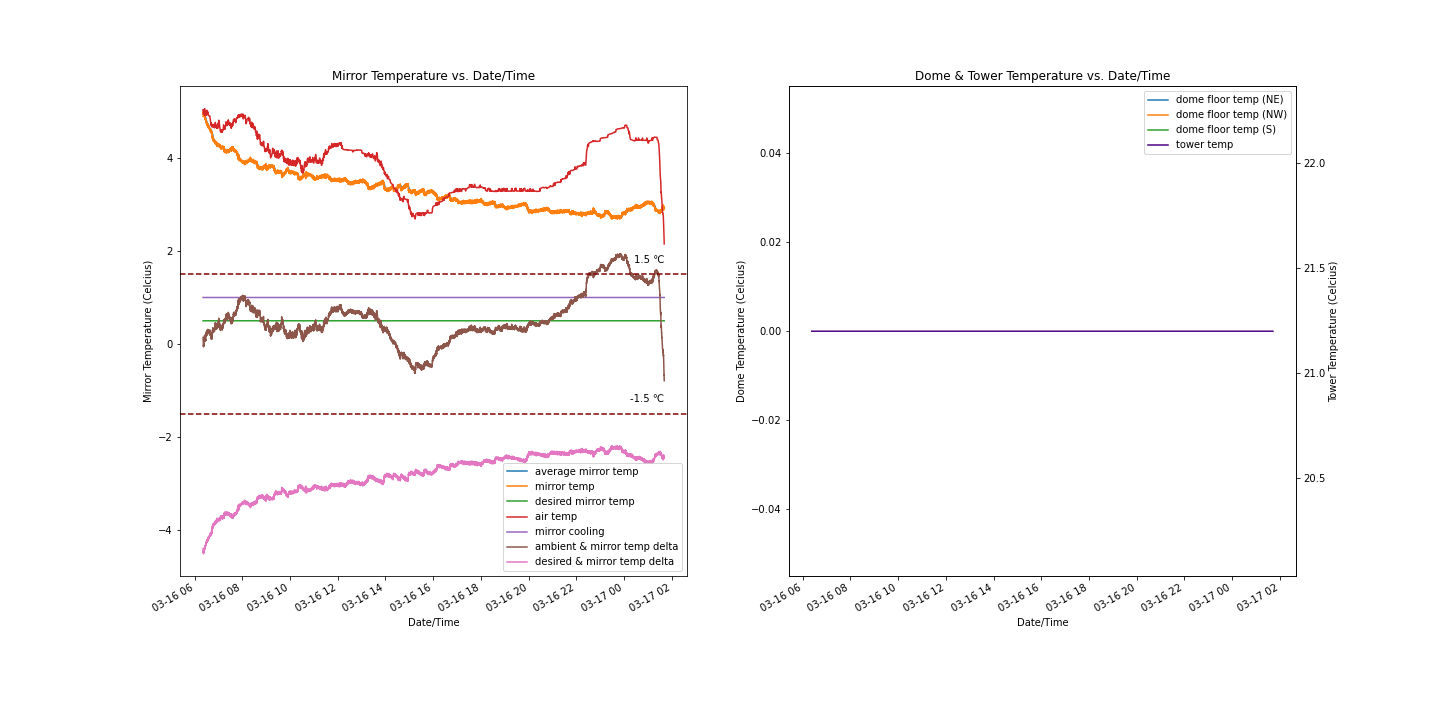 Mirror Temperature vs. Date/Time
Mirror Temperature (Celcius)
4
2
0
−2
−4
1.5 °C
-1.5 °C
average mirror temp
mirror temp
desired mirror temp
air temp
mirror cooling
ambient & mirror temp delta
desired & mirror temp delta
03-16 06
03-16 08
03-16 10
03-16 12
03-16 14
03-16 16
03-16 18
03-16 20
03-16 22
03-17 00
03-17 02
Date/Time
Dome & Tower Temperature vs. Date/Time
Dome Temperature (Celcius)
0.04
0.02
0.00
−0.02
−0.04
dome floor temp (NE)
dome floor temp (NW)
dome floor temp (S)
tower temp
22.0
21.5
21.0
20.5
Tower Temperature (Celcius)
03-16 06
03-16 08
03-16 10
03-16 12
03-16 14
03-16 16
03-16 18
03-16 20
03-16 22
03-17 00
03-17 02
Date/Time